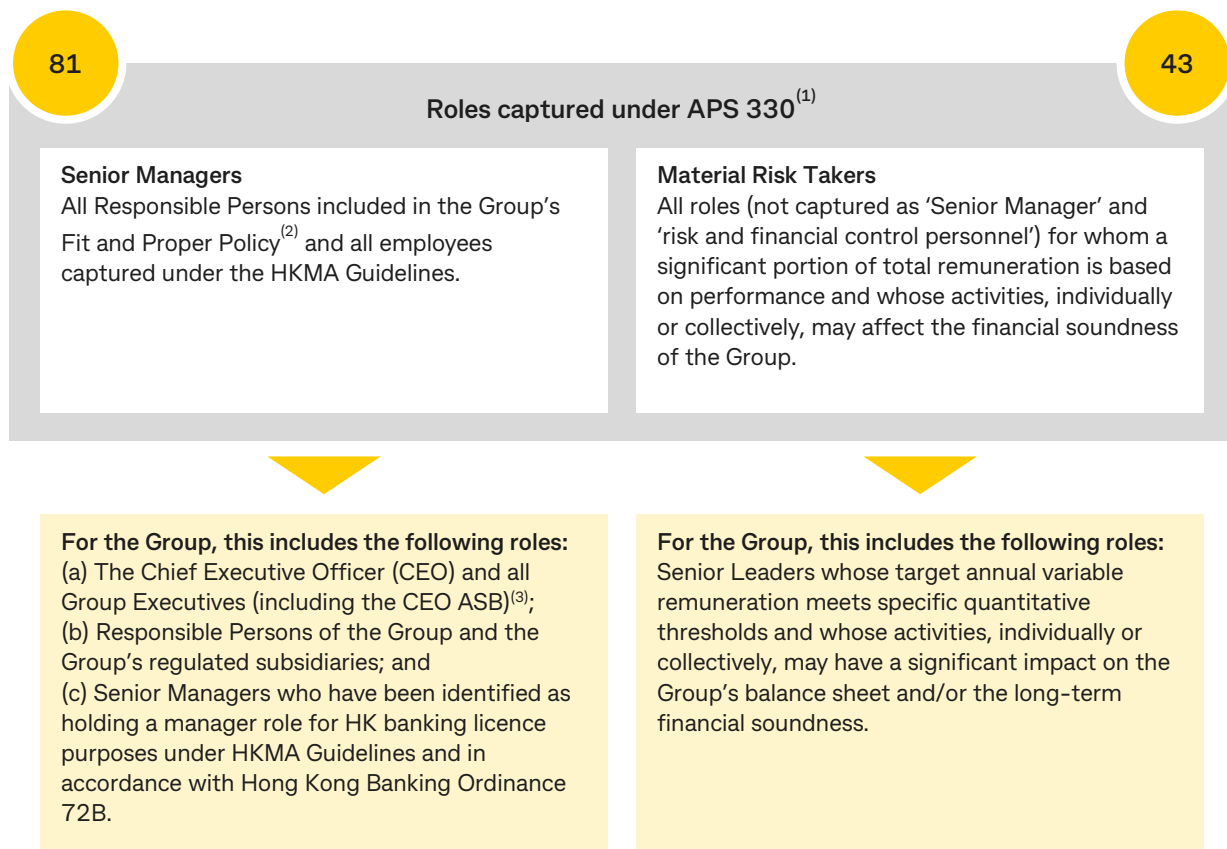 81
43
Roles captured under APS 330(1)
Senior Managers
All Responsible Persons included in the Group's
Fit and Proper Policy(2) and all employees
captured under the HKMA Guidelines.
Material Risk Takers
All roles (not captured as 'Senior Manager' and
'risk and financial control personnel') for whom a
significant portion of total remuneration is based
on performance and whose activities, individually
or collectively, may affect the financial soundness
of the Group.
For the Group, this includes the following roles:
(a) The Chief Executive Officer (CEO) and all
Group Executives (including the CEO ASB)(3);
(b) Responsible Persons of the Group and the
Group's regulated subsidiaries; and
(c) Senior Managers who have been identified as
holding a manager role for HK banking licence
purposes under HKMA Guidelines and in
accordance with Hong Kong Banking Ordinance
72B.
For the Group, this includes the following roles:
Senior Leaders whose target annual variable
remuneration meets specific quantitative
thresholds and whose activities, individually or
collectively, may have a significant impact on the
Group's balance sheet and/or the long-term
financial soundness.